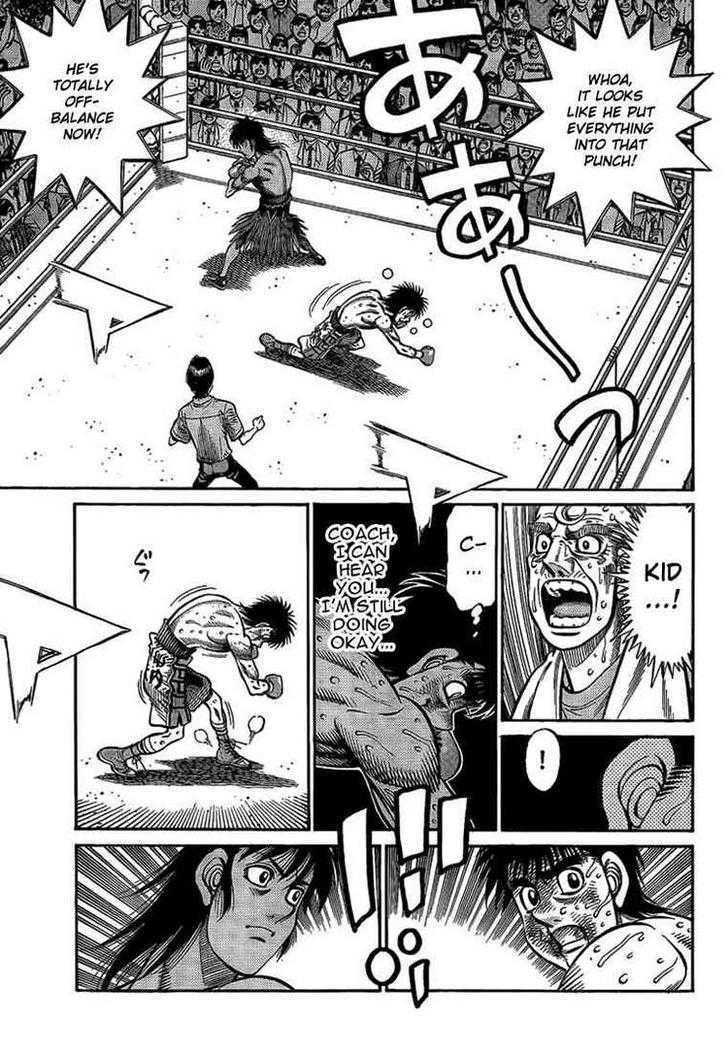 WHOA,
IT LOOKS
LIKE HE PUT
EVERYTHING
INTO THAT
PUNCH!
あ
あ
ーっ
HE'S
TOTALLY
OFF-
BALANCE
NOW!
KID
...!
!
C-
...
COACH,
I CAN
HEAR
YOU...
I'M STILL
DOING
OKAY...
ぐっ
!!